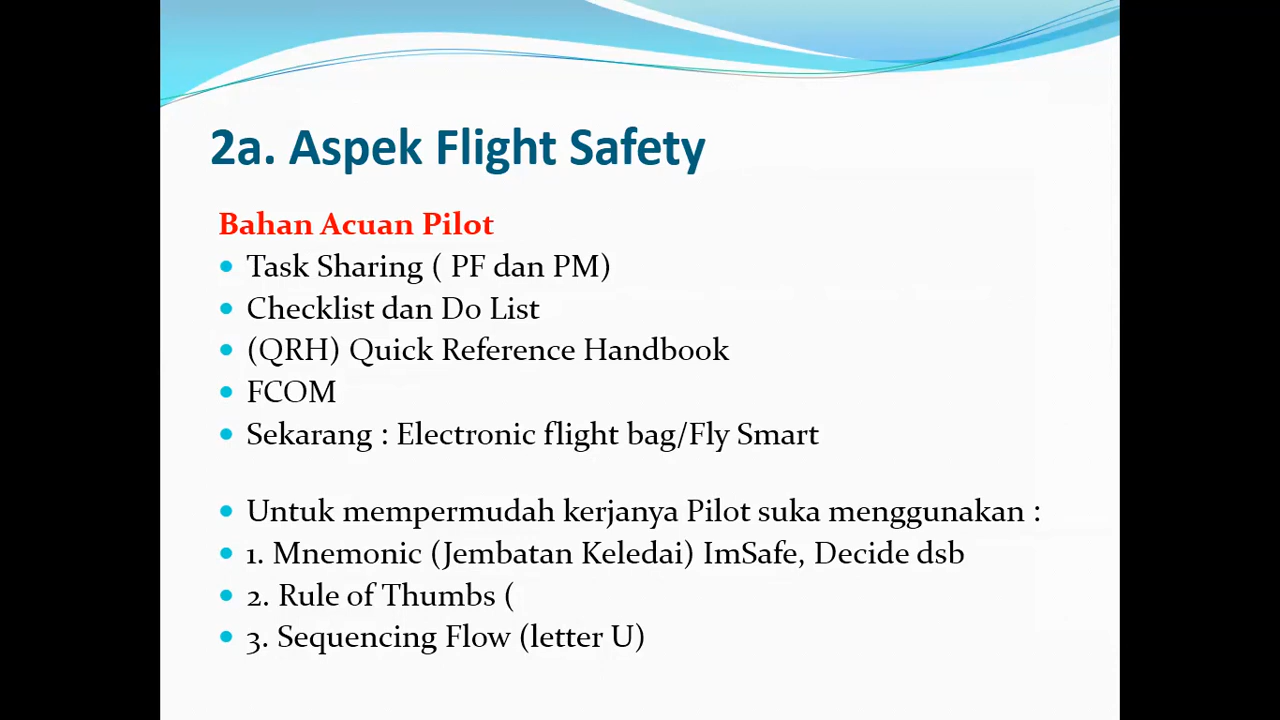 2a. Aspek Flight Safety
Bahan Acuan Pilot
• Task Sharing ( PF dan PM)
• Checklist dan Do List
• (QRH) Quick Reference Handbook
• FCOM
• Sekarang : Electronic flight bag/Fly Smart
• Untuk mempermudah kerjanya Pilot suka menggunakan :
• 1. Mnemonic (Jembatan Keledai) ImSafe, Decide dsb
• 2. Rule of Thumbs (
• 3. Sequencing Flow (letter U)